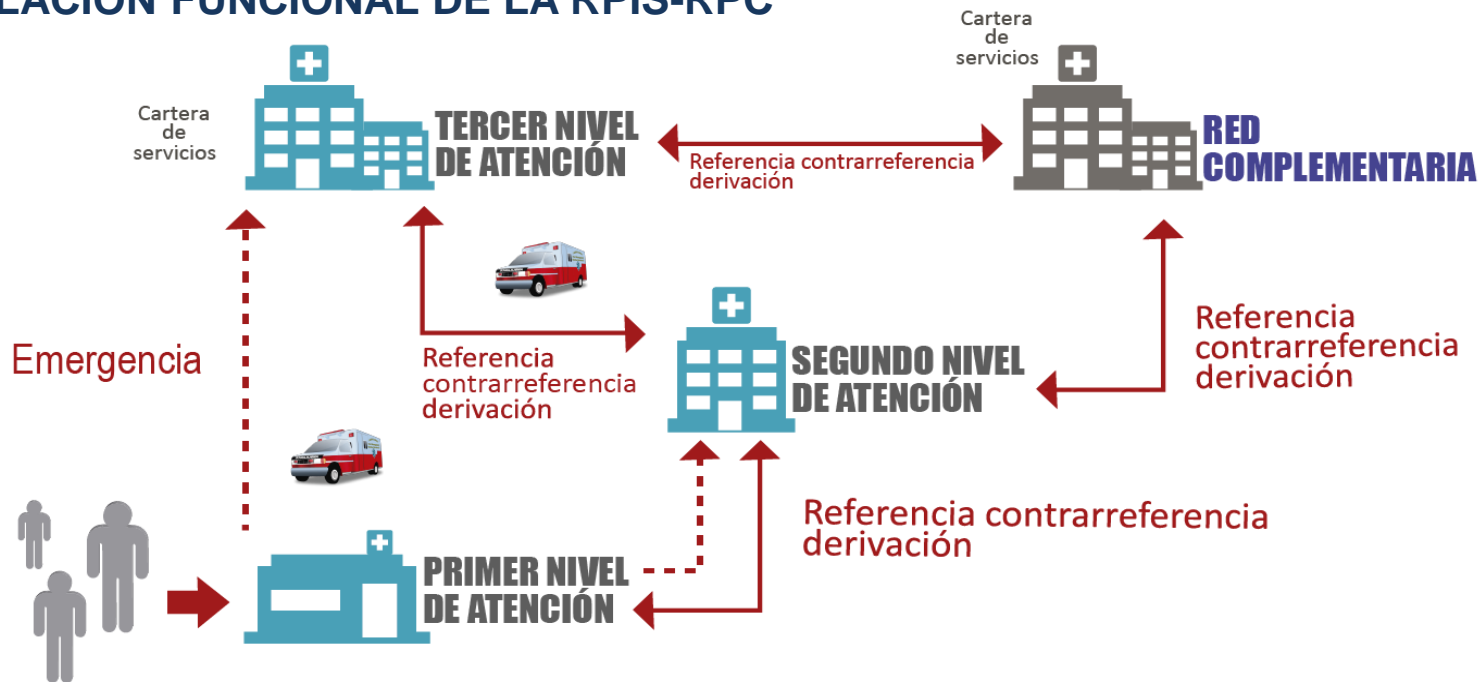 FUNCIONAL DE LA RPIS-RPC
Cartera
de
servicios
TERCER NIVEL
DE ATENCIÓN
Referencia contrarreferencia
derivación
Cartera
de
servicios
RED
COMPLEMENTARIA
Emergencia
Referencia
contrarreferencia
derivación
SEGUNDO NIVEL
DE ATENCIÓN
Referencia
contrarreferencia
derivación
PRIMER NIVEL
DE ATENCIÓN
Referencia contrarreferencia
derivación